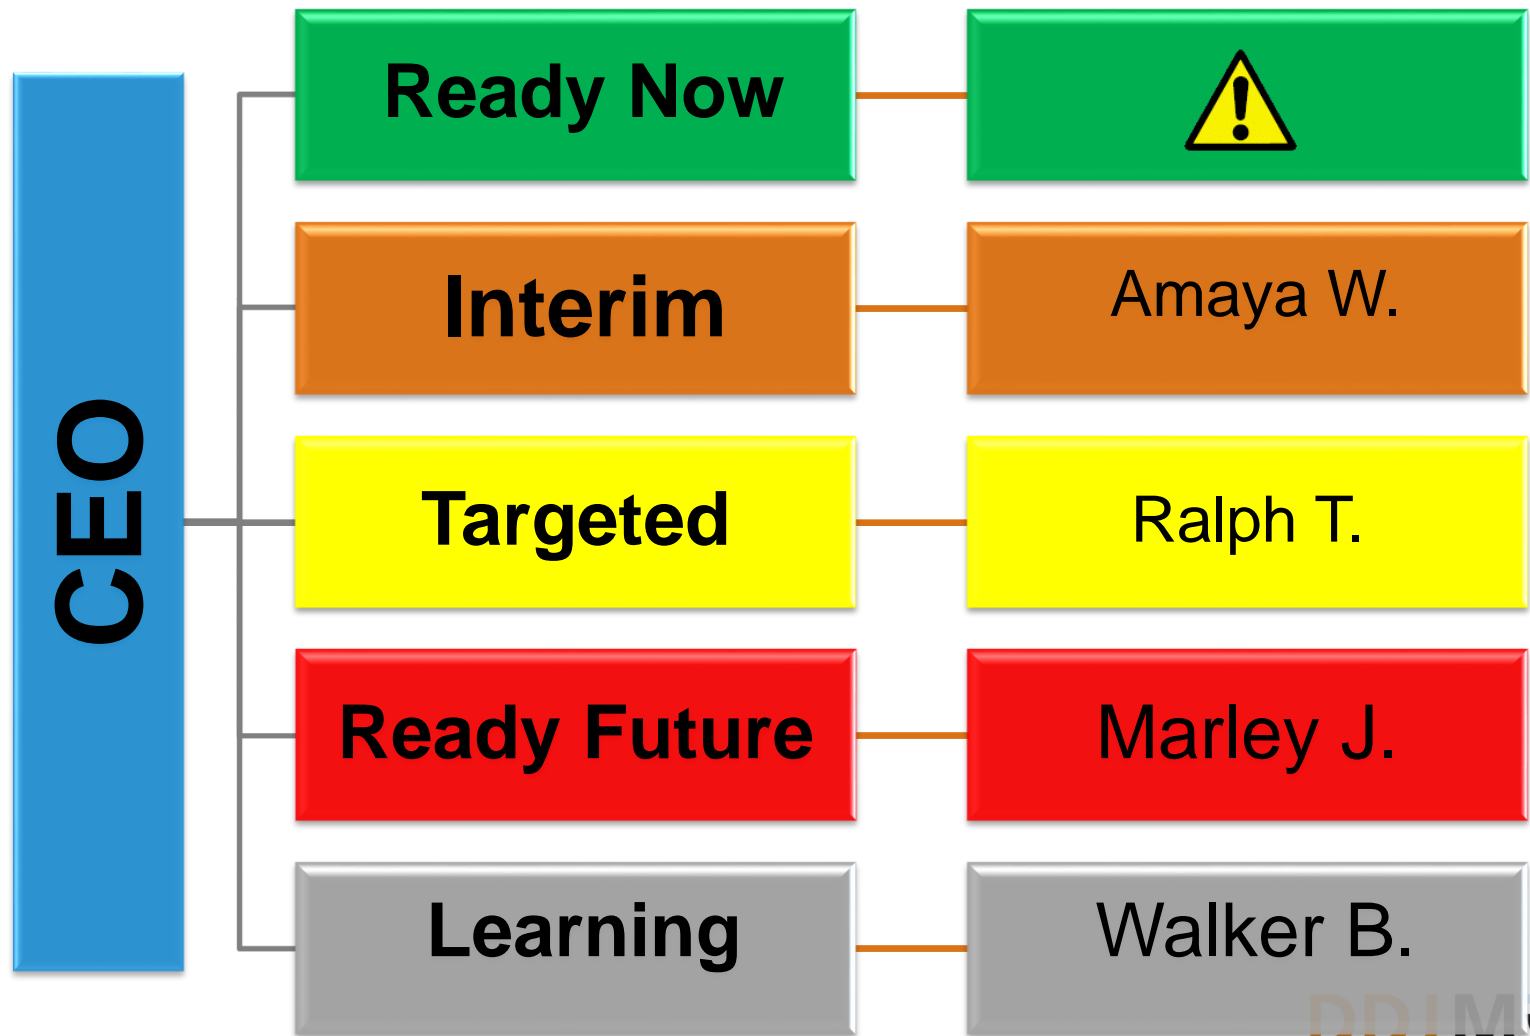 CEO
Ready Now
Interim
Amaya W.
Targeted
Ralph T.
Ready Future
Marley J.
Learning
Walker B.